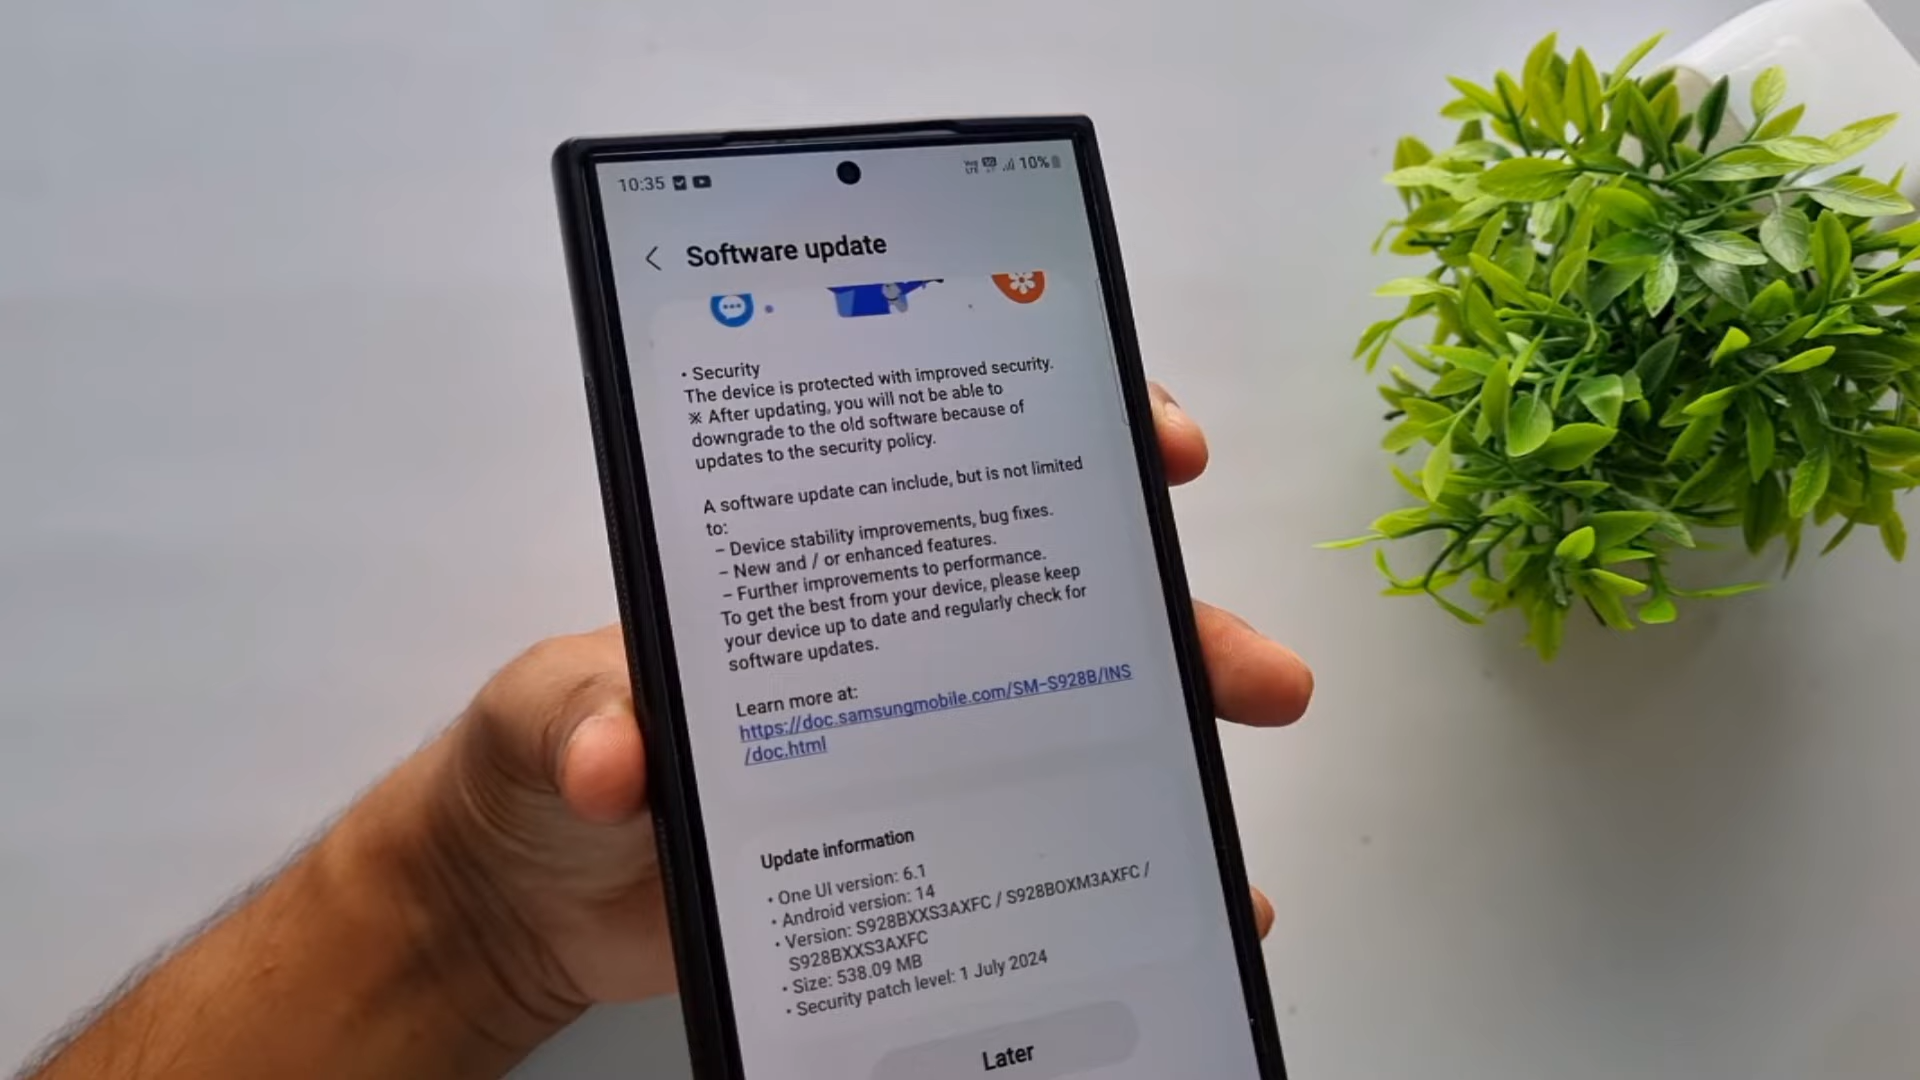 10:35
10%
Software update
• Security
The device is protected with improved security.
※ After updating, you will not be able to
downgrade to the old software because of
updates to the security policy.
A software update can include, but is not limited
to:
– Device stability improvements, bug fixes.
– New and / or enhanced features.
– Further improvements to performance.
To get the best from your device, please keep
your device up to date and regularly check for
software updates.
Learn more at:
https://doc.samsungmobile.com/SM-S928B/INS
/doc.html
Update information
• One UI version: 6.1
• Android version: 14
• Version: S928BXXS3AXFC / S928BOXM3AXFC /
S928BXXS3AXFC
• Size: 538.09 MB
• Security patch level: 1 July 2024
Later